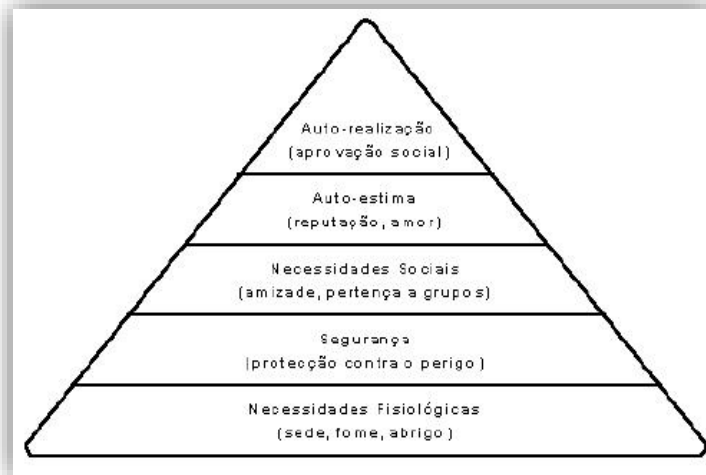 Auto-realização
(aprovação social)
Auto-estima
(reputação, amor)
Necessidades Sociais
(amizade, pertença a grupos)
Segurança
(protecção contra o perigo)
Necessidades Fisiológicas
(sede, fome, abrigo)